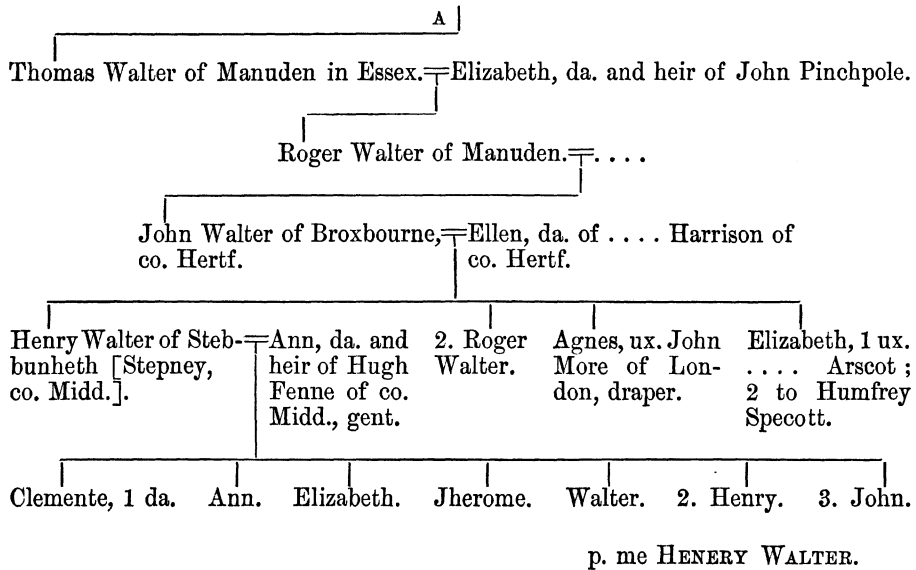 A
Thomas Walter of Manuden in Essex.=Elizabeth, da. and heir of John Pinchpole.
Roger Walter of Manuden.=. . . .
John Walter of Broxbourne,=Ellen, da. of . . . . Harrison of
co. Hertf. co. Hertf.
Henry Walter of Steb-
bunheth [Stepney,
co. Midd.].
=Ann, da. and
heir of Hugh
Fenne of co.
Midd., gent.
2. Roger
Walter.
Agnes, ux. John
More of Lon-
don, draper.
Elizabeth, 1 ux.
. . . . Arscot ;
2 to Humfrey
Specott.
Clemente, 1 da. Ann. Elizabeth. Jherome. Walter. 2. Henry. 3. John.
p. me HENERY WALTER.